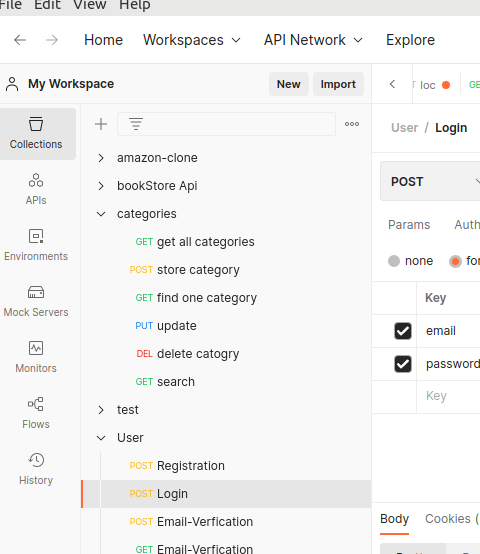 File Edit View Help
Home Workspaces API Network Explore
My Workspace New Import
loc
Collections
APIs
Environments
Mock Servers
Monitors
Flows
History
amazon-clone
bookStore Api
categories
GET get all categories
POST store category
GET find one category
PUT update
DEL delete catogry
GET search
test
User
POST Registration
POST Login
POST Email-Verfication
GET Email-Verfication
User / Login
POST
Params Auth
none for
Key
email
password
Key
Body Cookies (